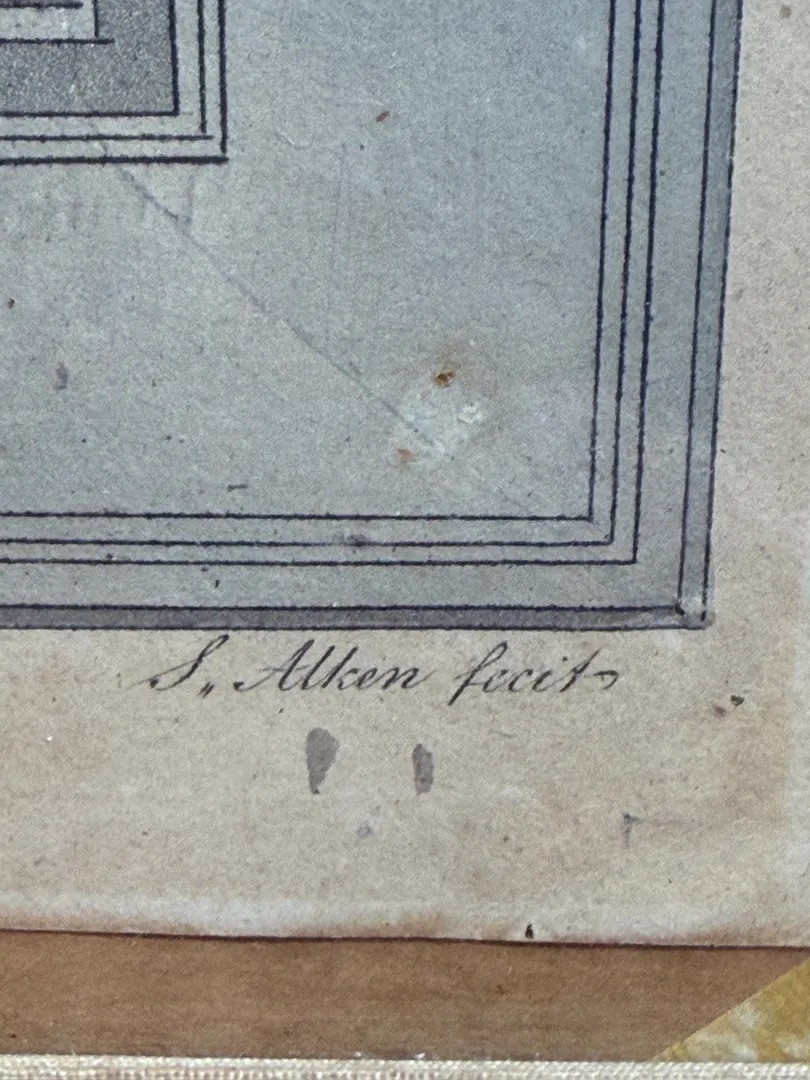 S,, Alken fecit